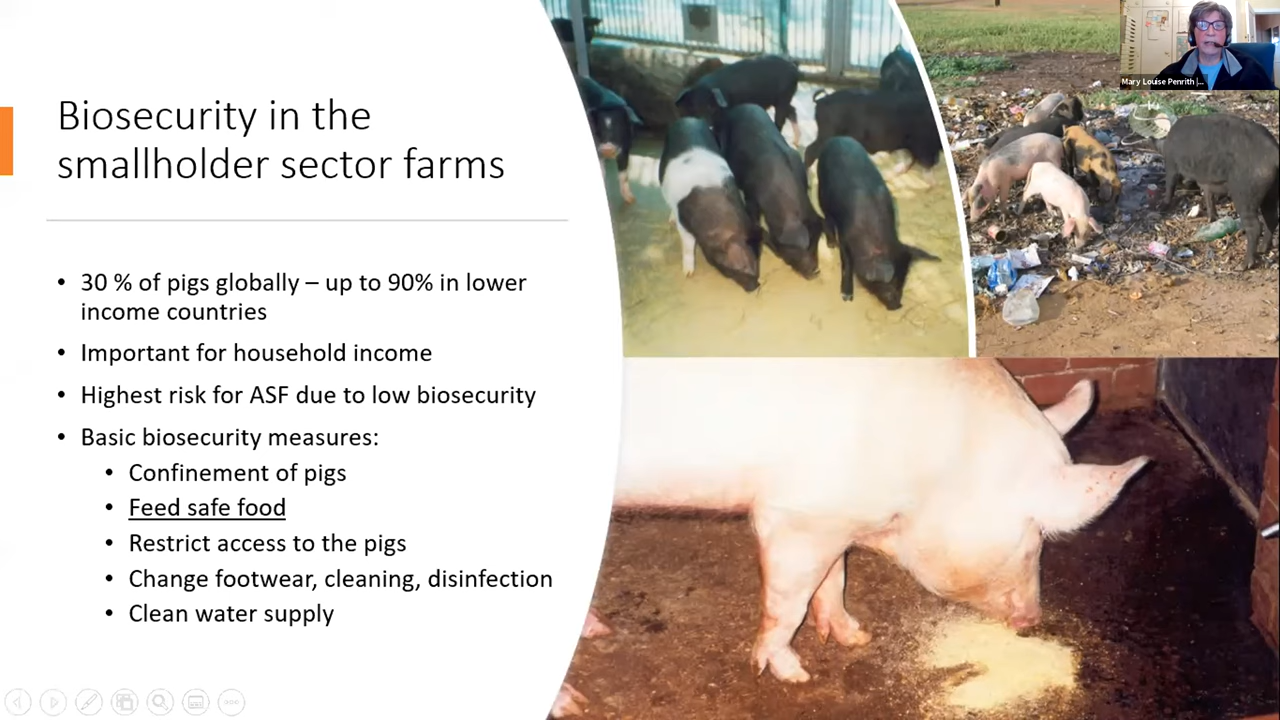 Biosecurity in the
smallholder sector farms
• 30 % of pigs globally – up to 90% in lower
income countries
• Important for household income
• Highest risk for ASF due to low biosecurity
• Basic biosecurity measures:
• Confinement of pigs
• Feed safe food
• Restrict access to the pigs
• Change footwear, cleaning, disinfection
• Clean water supply
Mary Louise Penrith |...